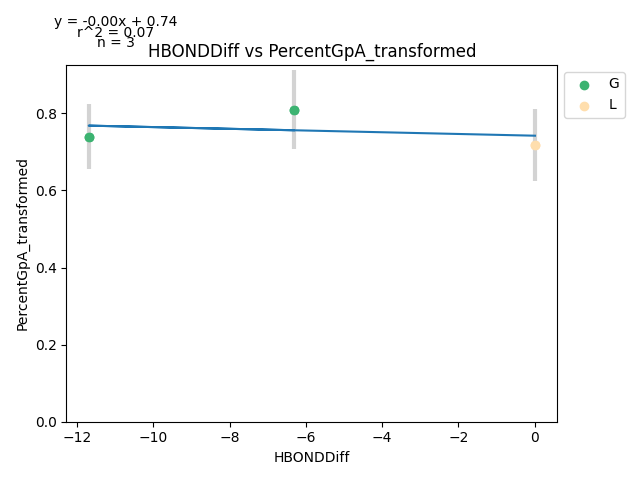 y = -0.00x + 0.74
r^2 = 0.07
n = 3
HBONDDiff vs PercentGpA_transformed
G
L
PercentGpA_transformed
0.8
0.6
0.4
0.2
0.0
−12
−10
−8
−6
−4
−2
0
HBONDDiff